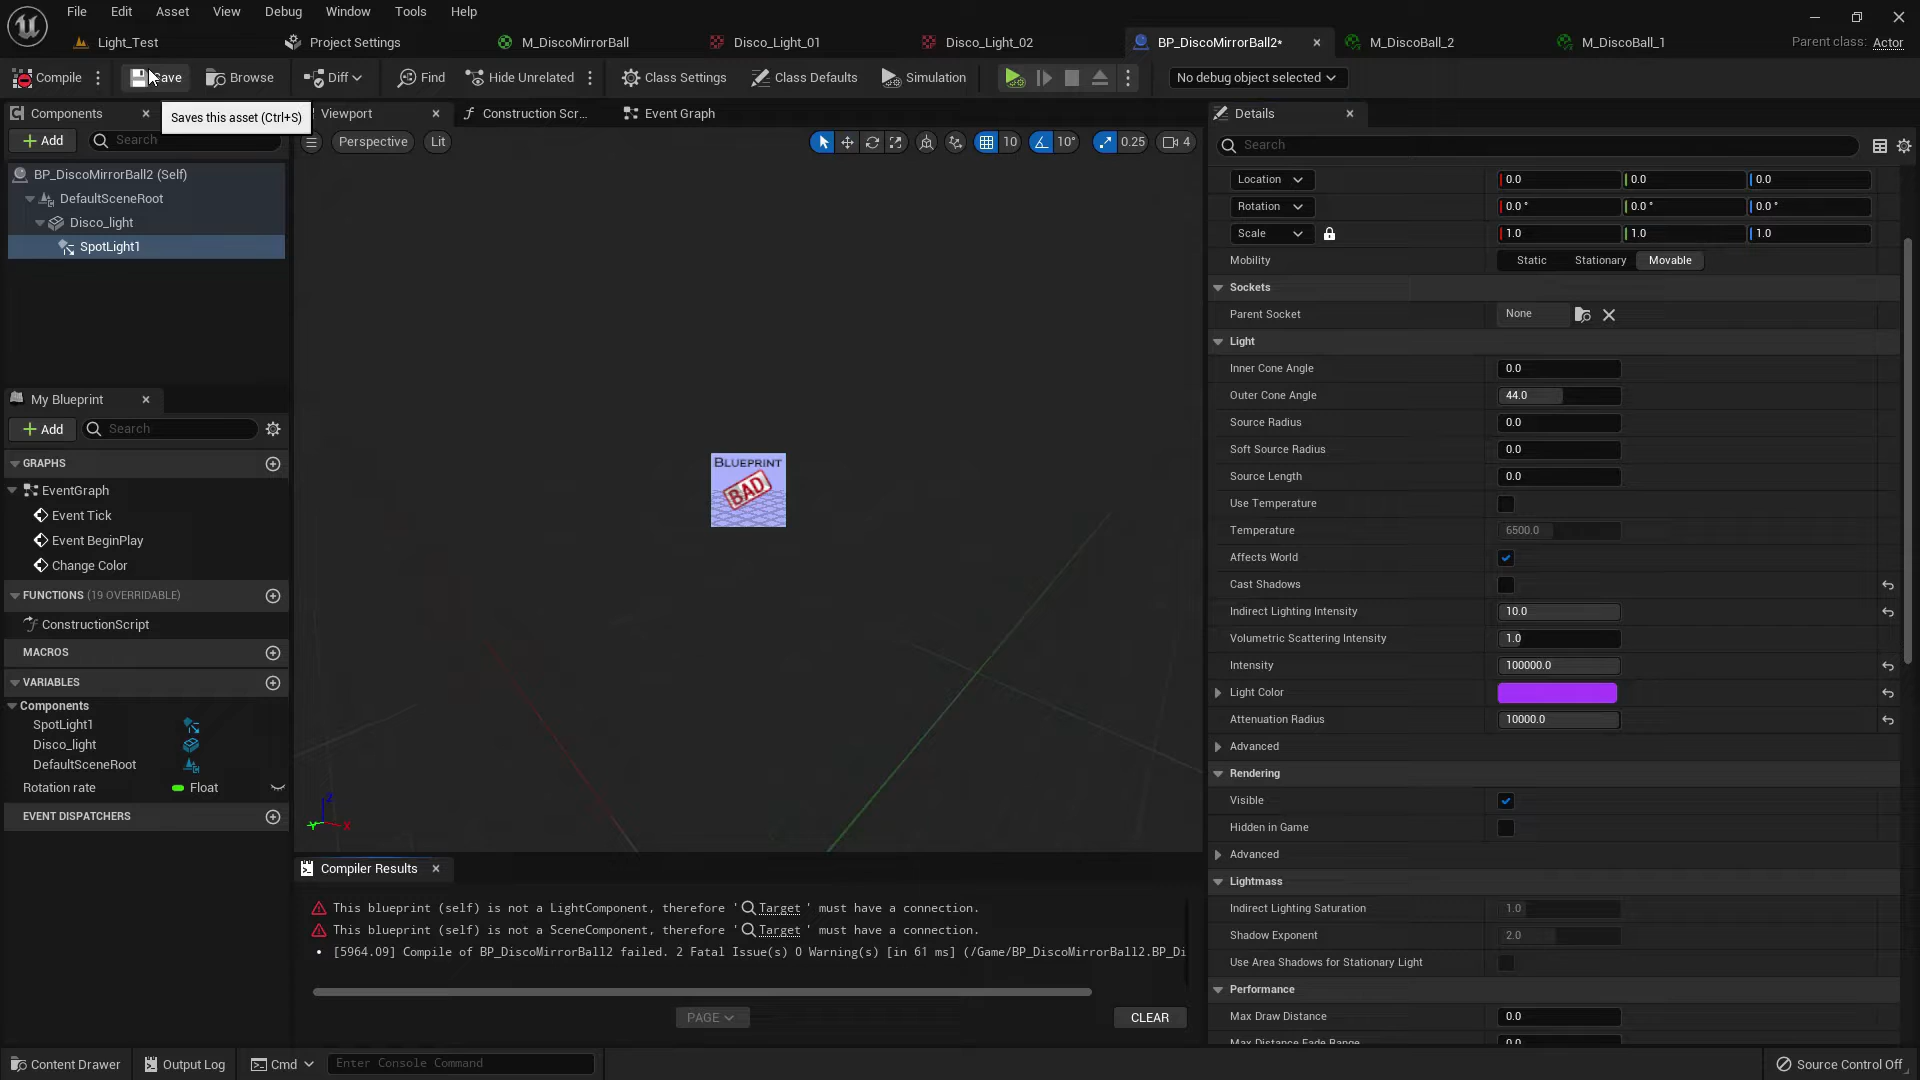 File Edit Asset View Debug Window Tools Help
Light_Test Project Settings M_DiscoMirrorBall Disco_Light_01 Disco_Light_02 BP_DiscoMirrorBall2* M_DiscoBall_2 M_DiscoBall_1 Parent class: Actor
Compile Save Browse Diff Find Hide Unrelated Class Settings Class Defaults Simulation No debug object selected
Components
Saves this asset (Ctrl+S)
Viewport Construction Scr... Event Graph
Details
Add Search
Perspective Lit 10 10° 0.25 4
Search
BP_DiscoMirrorBall2 (Self)
DefaultSceneRoot
Disco_light
SpotLight1
Location 0.0 0.0 0.0
Rotation 0.0 ° 0.0 ° 0.0 °
Scale 1.0 1.0 1.0
Mobility Static Stationary Movable
Sockets
Parent Socket None
Light
Inner Cone Angle 0.0
Outer Cone Angle 44.0
Source Radius 0.0
Soft Source Radius 0.0
Source Length 0.0
Use Temperature
Temperature 6500.0
Affects World
Cast Shadows
Indirect Lighting Intensity 10.0
Volumetric Scattering Intensity 1.0
Intensity 100000.0
Light Color
Attenuation Radius 10000.0
Advanced
Rendering
Visible
Hidden in Game
Advanced
Lightmass
Indirect Lighting Saturation 1.0
Shadow Exponent 2.0
Use Area Shadows for Stationary Light
Performance
Max Draw Distance 0.0
Max Distance Fade Range 0.0
BLUEPRINT
BAD
Z
Y X
My Blueprint
Add Search
GRAPHS
EventGraph
Event Tick
Event BeginPlay
Change Color
FUNCTIONS (19 OVERRIDABLE)
ConstructionScript
MACROS
VARIABLES
Components
SpotLight1
Disco_light
DefaultSceneRoot
Rotation rate Float
EVENT DISPATCHERS
Compiler Results
This blueprint (self) is not a LightComponent, therefore ' Target ' must have a connection.
This blueprint (self) is not a SceneComponent, therefore ' Target ' must have a connection.
• [5964.09] Compile of BP_DiscoMirrorBall2 failed. 2 Fatal Issue(s) 0 Warning(s) [in 61 ms] (/Game/BP_DiscoMirrorBall2.BP_Di
PAGE CLEAR
Content Drawer Output Log Cmd Enter Console Command Source Control Off